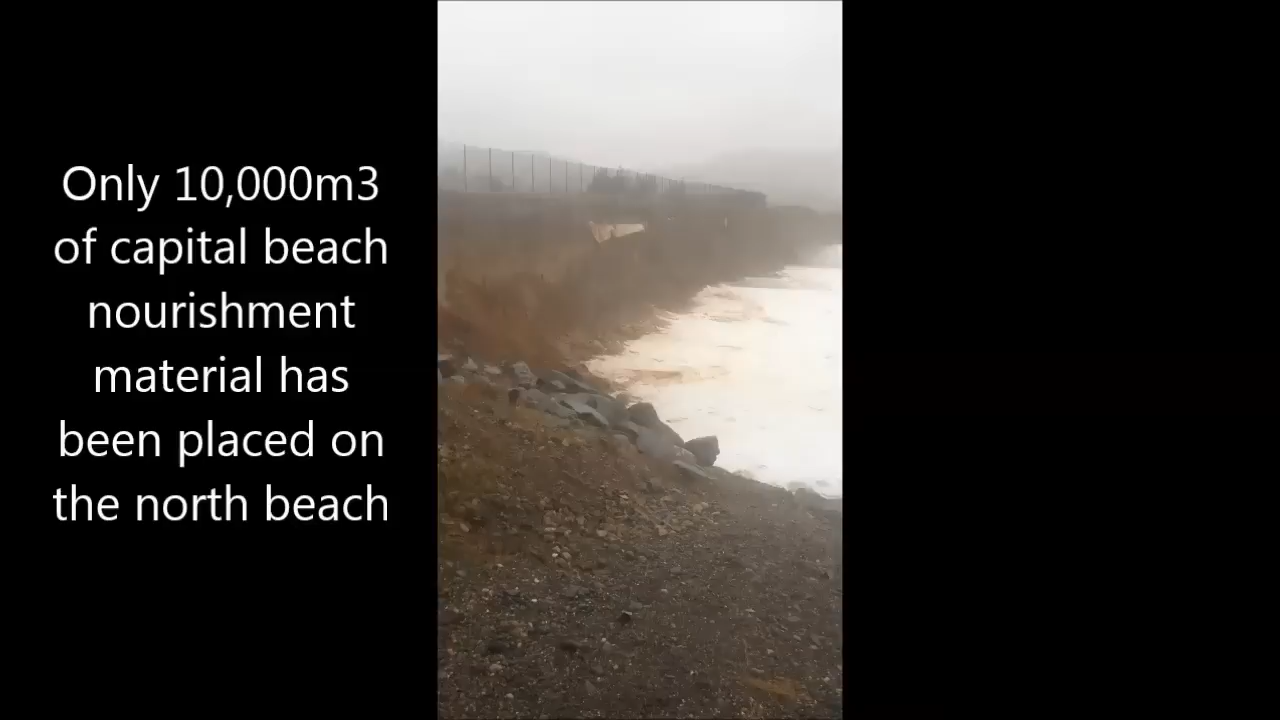 Only 10,000m3
of capital beach
nourishment
material has
been placed on
the north beach